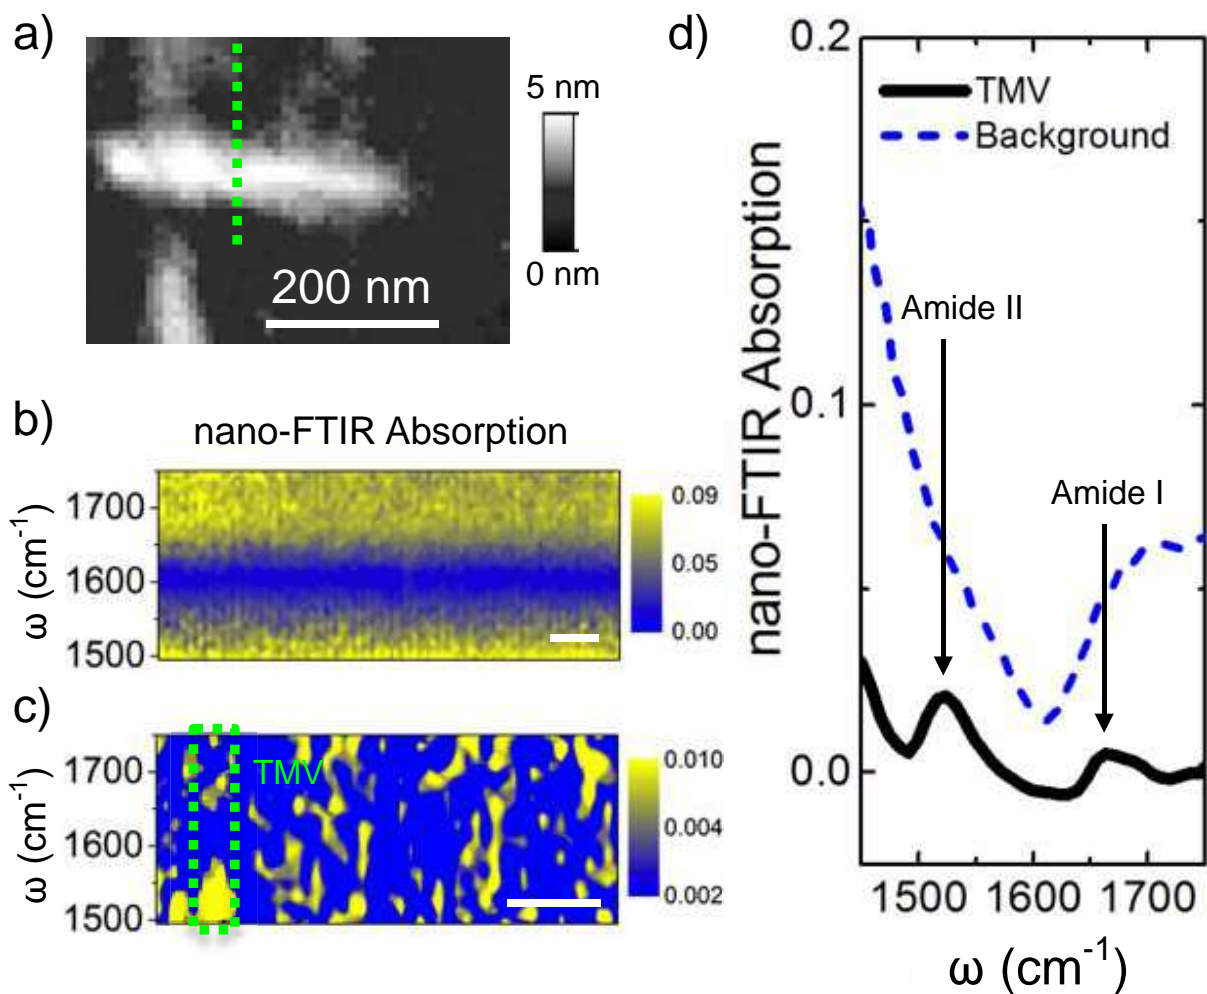 a)
5 nm
0 nm
200 nm
b)
nano-FTIR Absorption
ω (cm-1)
1700
1600
1500
0.09
0.05
0.00
c)
ω (cm-1)
1700
1600
1500
TMV
0.010
0.004
0.002
d)
nano-FTIR Absorption
0.2
0.1
0.0
TMV
Background
Amide II
Amide I
1500 1600 1700
ω (cm-1)